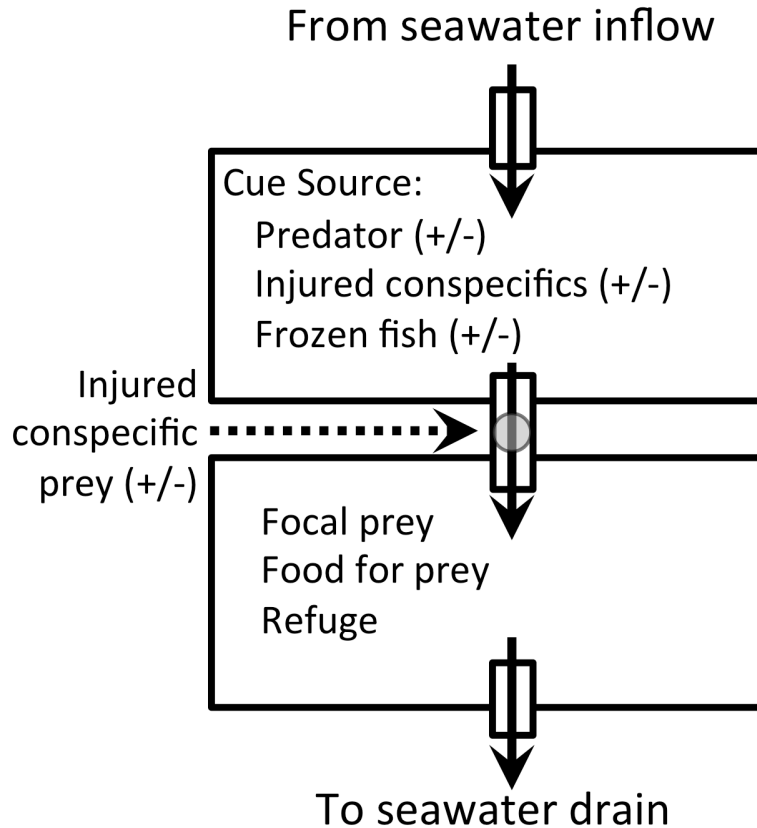 From seawater inflow
Cue Source:
Predator (+/-)
Injured conspecifics (+/-)
Frozen fish (+/-)
Injured
conspecific
prey (+/-)
Focal prey
Food for prey
Refuge
To seawater drain